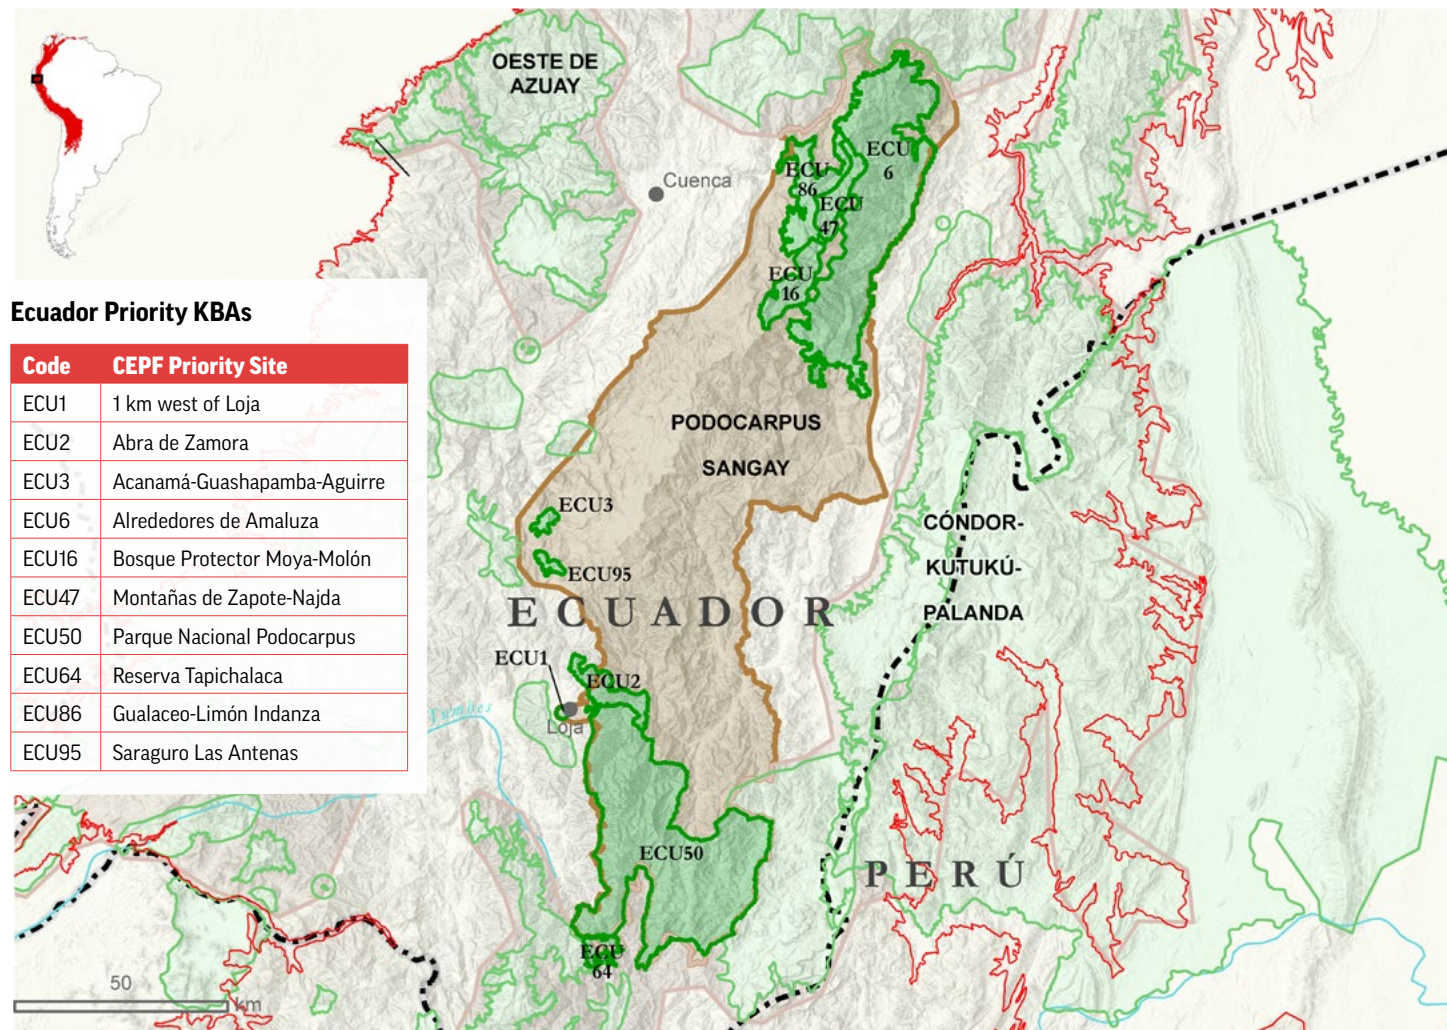 OESTE DE
AZUAY
Cuenca
ECU
6
ECU
86
ECU
47
ECU
16
Ecuador Priority KBAs
Code CEPF Priority Site
ECU1 1 km west of Loja
ECU2 Abra de Zamora
ECU3 Acanamá-Guashapamba-Aguirre
ECU6 Alrededores de Amaluza
ECU16 Bosque Protector Moya-Molón
ECU47 Montañas de Zapote-Najda
ECU50 Parque Nacional Podocarpus
ECU64 Reserva Tapichalaca
ECU86 Gualaceo-Limón Indanza
ECU95 Saraguro Las Antenas
PODOCARPUS
SANGAY
ECU3
ECU95
CÓNDOR-
KUTUKÚ-
PALANDA
ECUADOR
ECU1
ECU2
Loja
Tumbes
ECU50
PERÚ
ECU
64
50
km